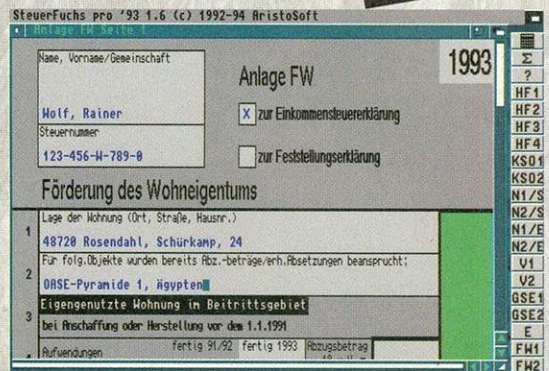 SteuerFuchs pro '93 1.6 (c) 1992-94 AristoSoft
Anlage FW Seite 1
Name, Vorname/Gemeinschaft
Wolf, Rainer
Steuernummer
123-456-W-789-0
Anlage FW
1993
X zur Einkommensteuererklärung
zur Feststellungserklärung
Förderung des Wohneigentums
Lage der Wohnung (Ort, Straße, Hausnr.)
1
48720 Rosendahl, Schürkamp, 24
Für folg.Objekte wurden bereits Abz.-beträge/erh.Absetzungen beansprucht:
2
OASE-Pyramide 1, Ägypten
Eigengenutzte Wohnung im Beitrittsgebiet
3
bei Anschaffung oder Herstellung vor dem 1.1.1991
Aufwendungen
fertig 91/92
fertig 1993
Abzugsbetrag
Σ
?
HF1
HF2
HF3
HF4
KSO1
KSO2
N1/S
N2/S
N1/E
N2/E
V1
V2
GSE1
GSE2
E
FW1
FW2